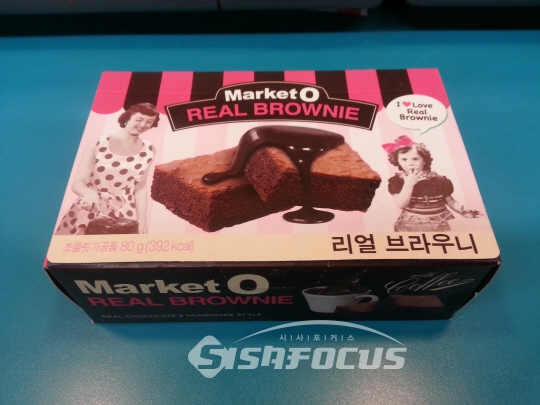 Market O
REAL BROWNIE
I ♥ Love
Real
Brownie
초콜릿가공품 80 g (392 kcal)
리얼 브라우니
Market O
REAL BROWNIE
REAL CHOCOLATE & HOMEMADE STYLE
Coffee
시사포커스
SISAFOCUS